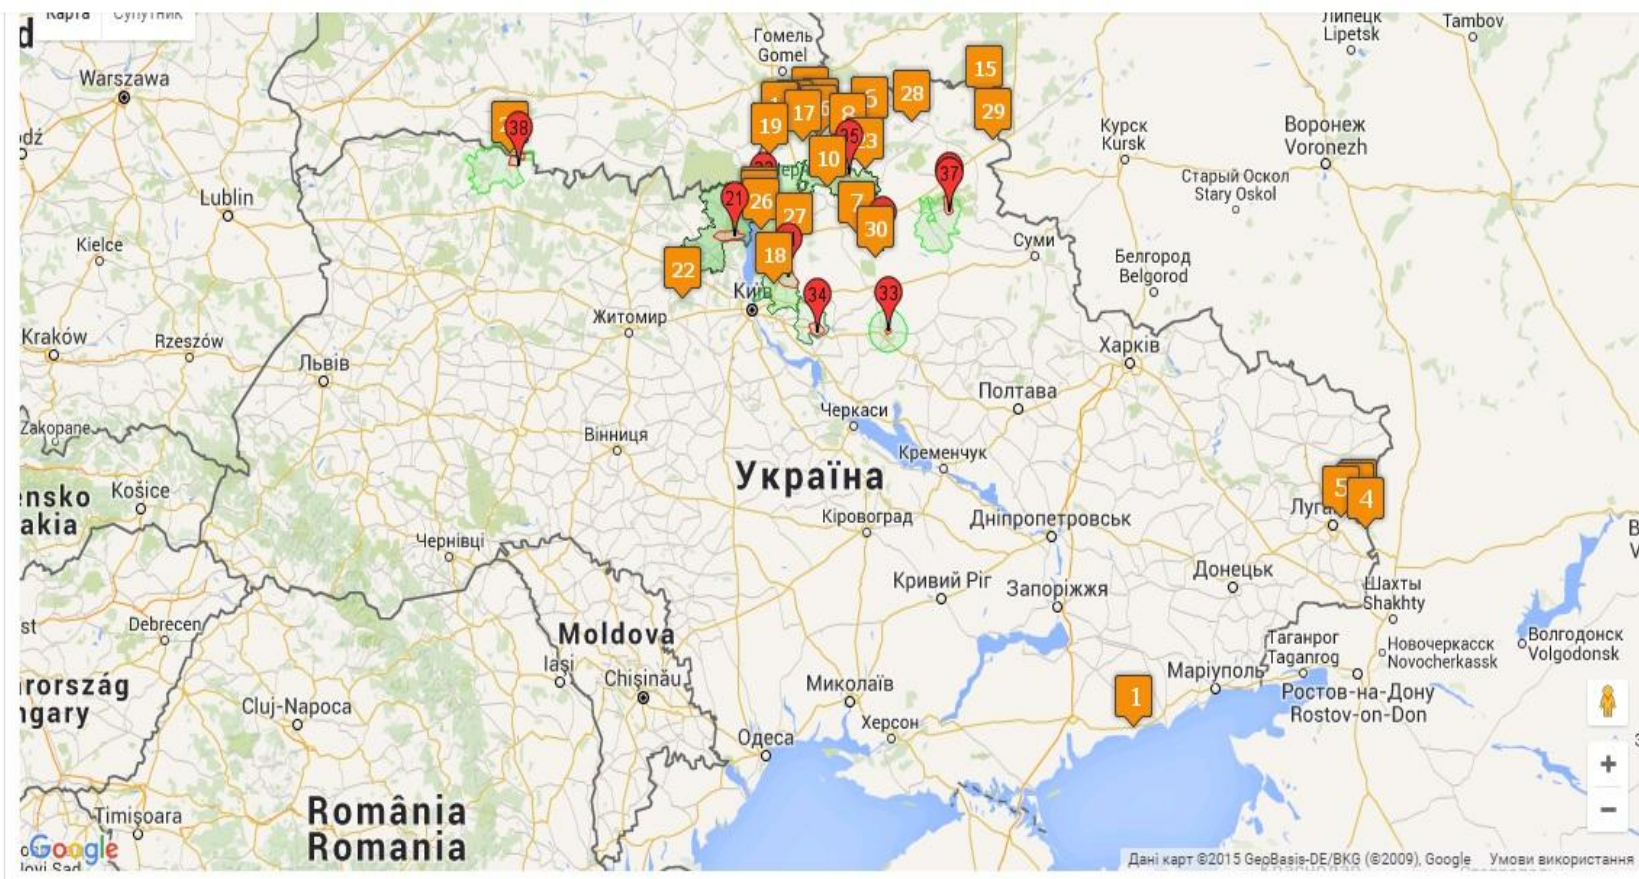 Карта
Супутник
Липецк
Lipetsk
Tambov
Гомель
Gomel
Warszawa
15
28
29
19
17
8
5
23
35
10
38
Курск
Kursk
Воронеж
Voronezh
Старый Оскол
Stary Oskol
37
Lublin
21
26
27
7
30
Kielce
22
18
Суми
Белгород
Belgorod
Київ
34
33
Житомир
Kraków
Rzeszów
Львів
Харків
Полтава
Черкаси
Zakopane
Вінниця
Кременчук
Україна
Košice
5
4
Кіровоград
Дніпропетровськ
Чернівці
Кривий Ріг
Запоріжжя
Донецьк
Шахты
Shakhty
Debrecen
Moldova
Iași
Chișinău
Таганрог
Taganrog
Новочеркасск
Novocherkassk
Волгодонск
Volgodonsk
Маріуполь
Миколаїв
1
Ростов-на-Дону
Rostov-on-Don
Cluj-Napoca
Херсон
Одеса
România
Romania
Timișoara
Google
Дані карт ©2015 GeoBasis-DE/BKG (©2009), Google
Умови використання